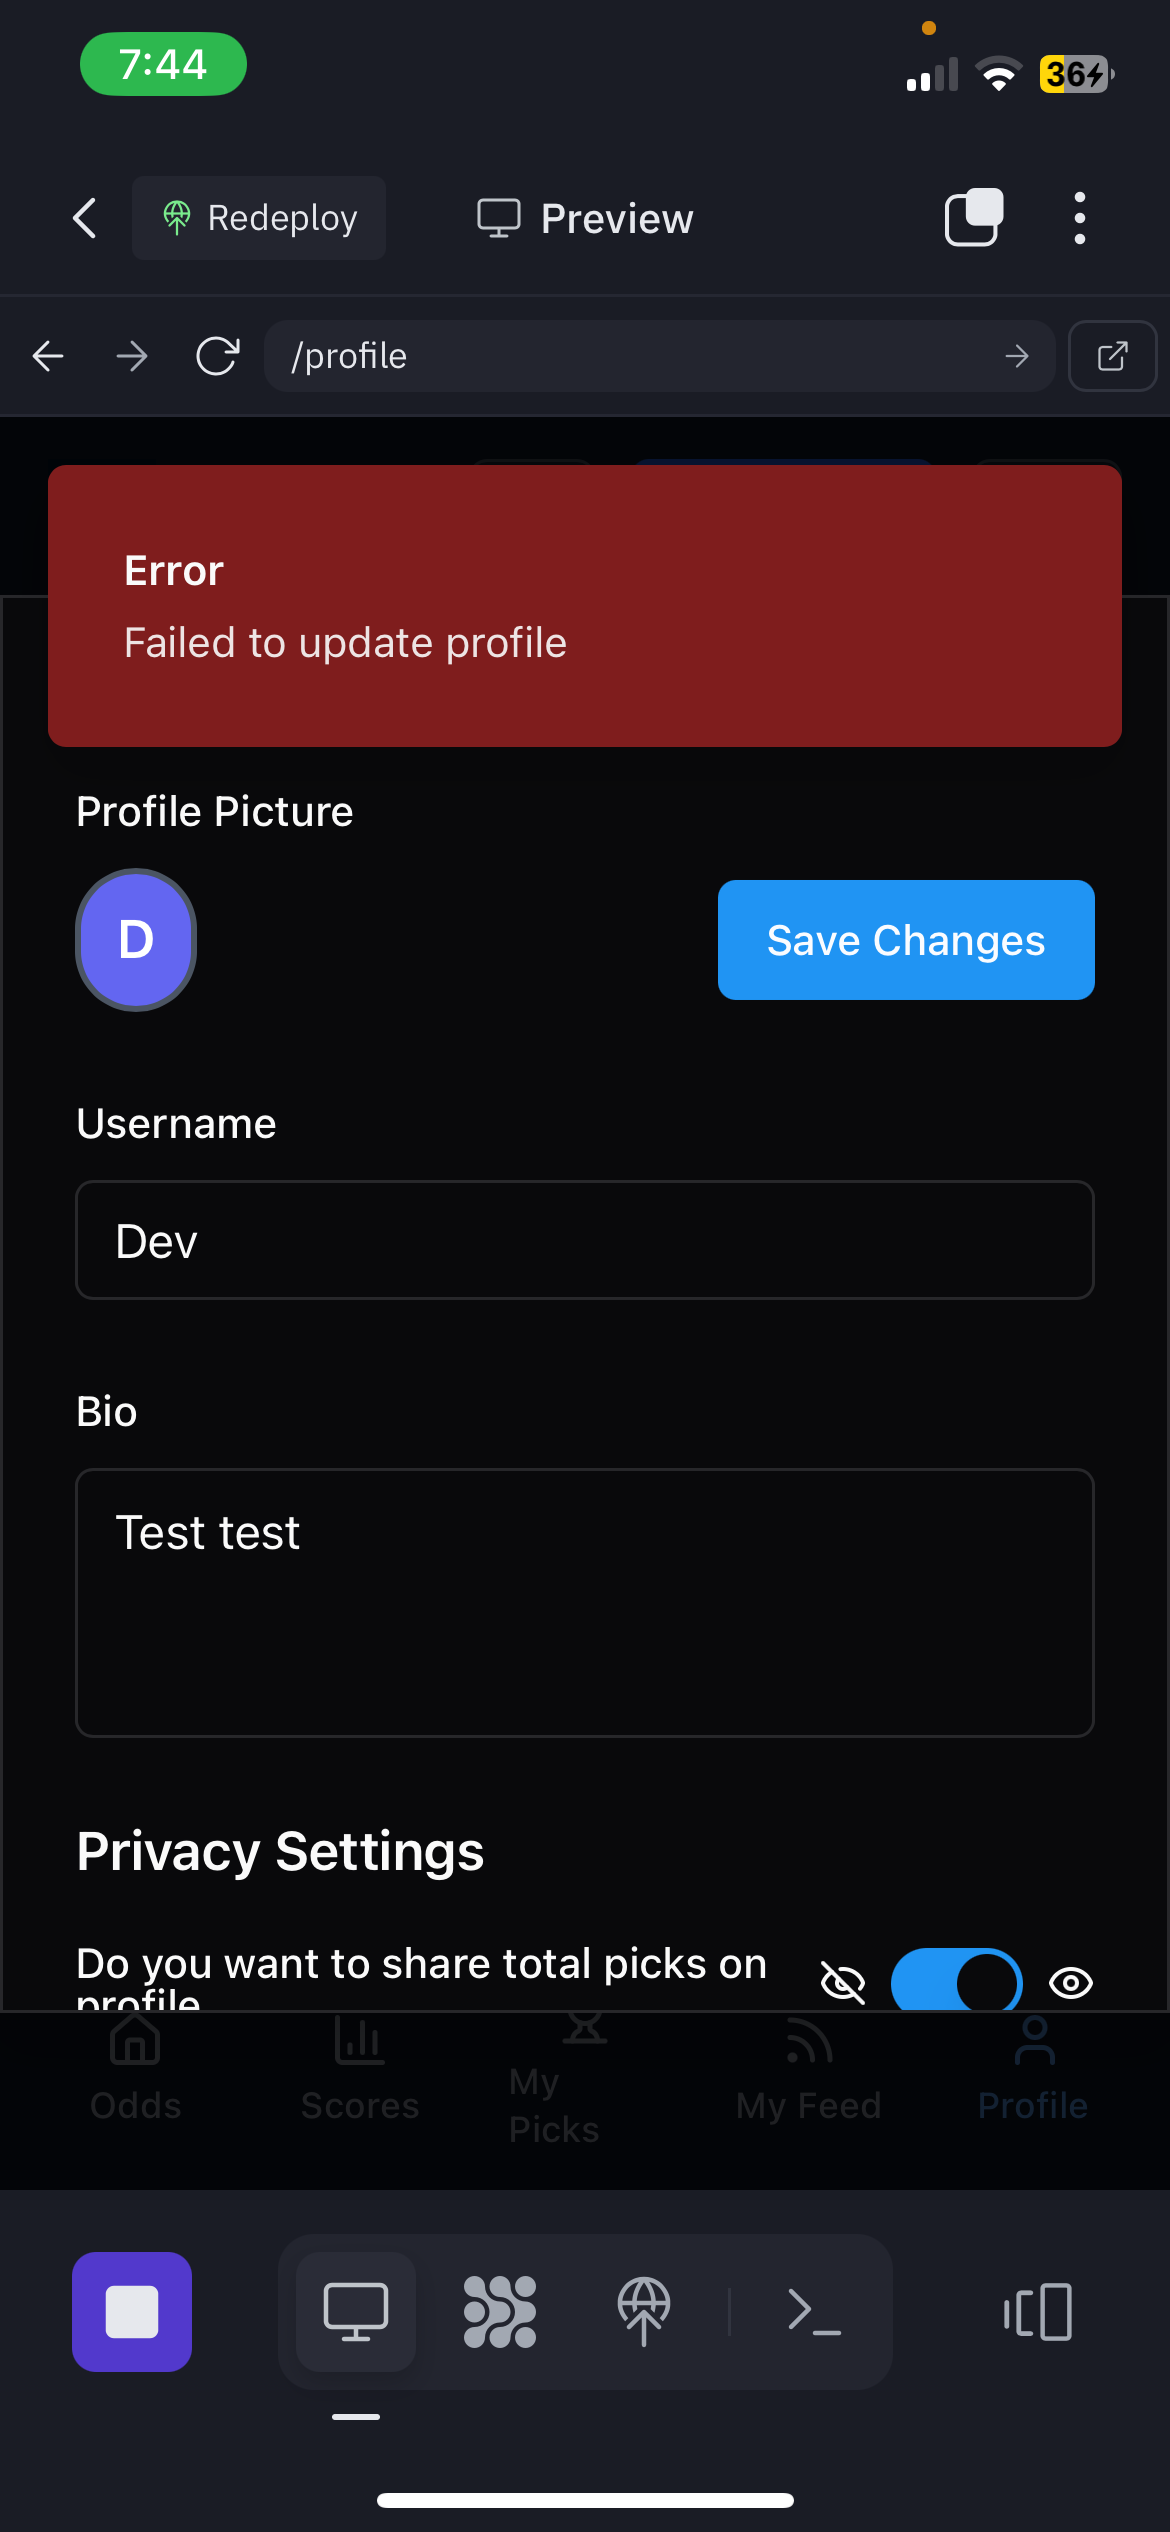 7:44
36
Redeploy
Preview
/profile
Error
Failed to update profile
Profile Picture
D
Save Changes
Username
Dev
Bio
Test test
Privacy Settings
Do you want to share total picks on
profile
Odds
Scores
My
Picks
My Feed
Profile